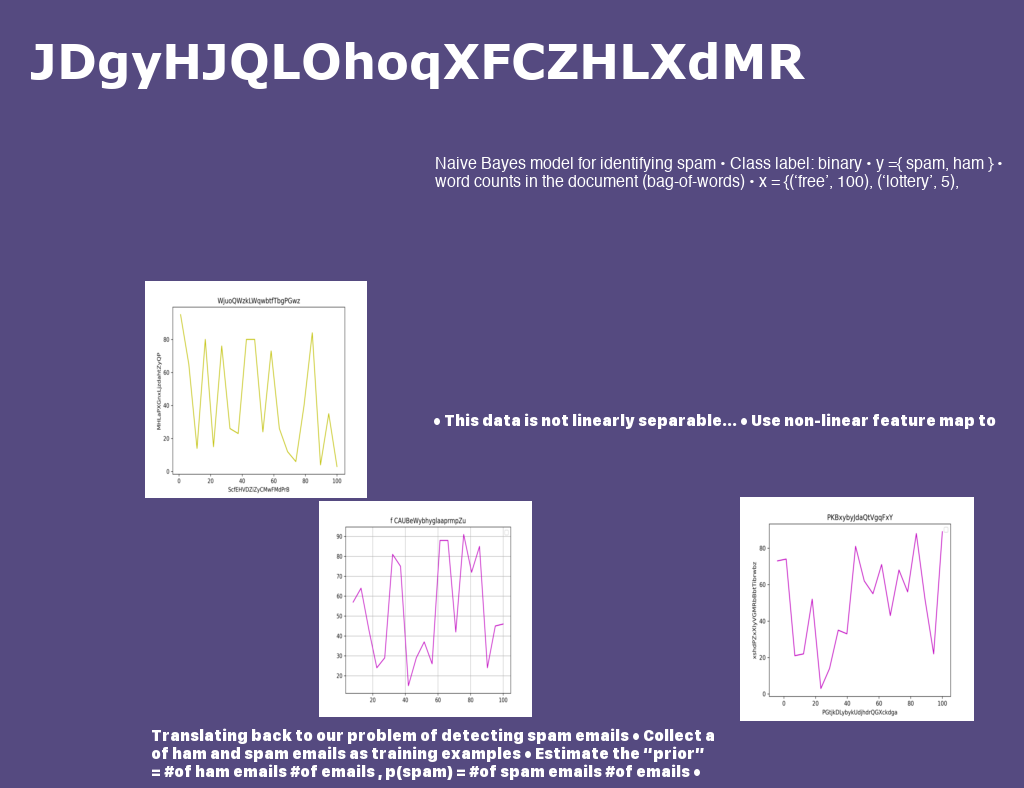 JDgyHJQLOhoqXFCZHLXdMR
Naive Bayes model for identifying spam • Class label: binary • y ={ spam, ham } •
word counts in the document (bag-of-words) • x = {(‘free’, 100), (‘lottery’, 5),
WjuoQWzkLWqwbtfTbgPGwz
80
60
40
20
0
0 20 40 60 80 100
• This data is not linearly separable... • Use non-linear feature map to
f CAUBeWybhyglaaprmpZu
90
80
70
60
50
40
30
20
20 40 60 80 100
PKBxybyJdaQtVgqFxY
80
60
40
20
0
0 20 40 60 80 100
PGtjkDLybykUdjhdrQGXckdga
Translating back to our problem of detecting spam emails • Collect a
of ham and spam emails as training examples • Estimate the “prior”
= #of ham emails #of emails , p(spam) = #of spam emails #of emails •